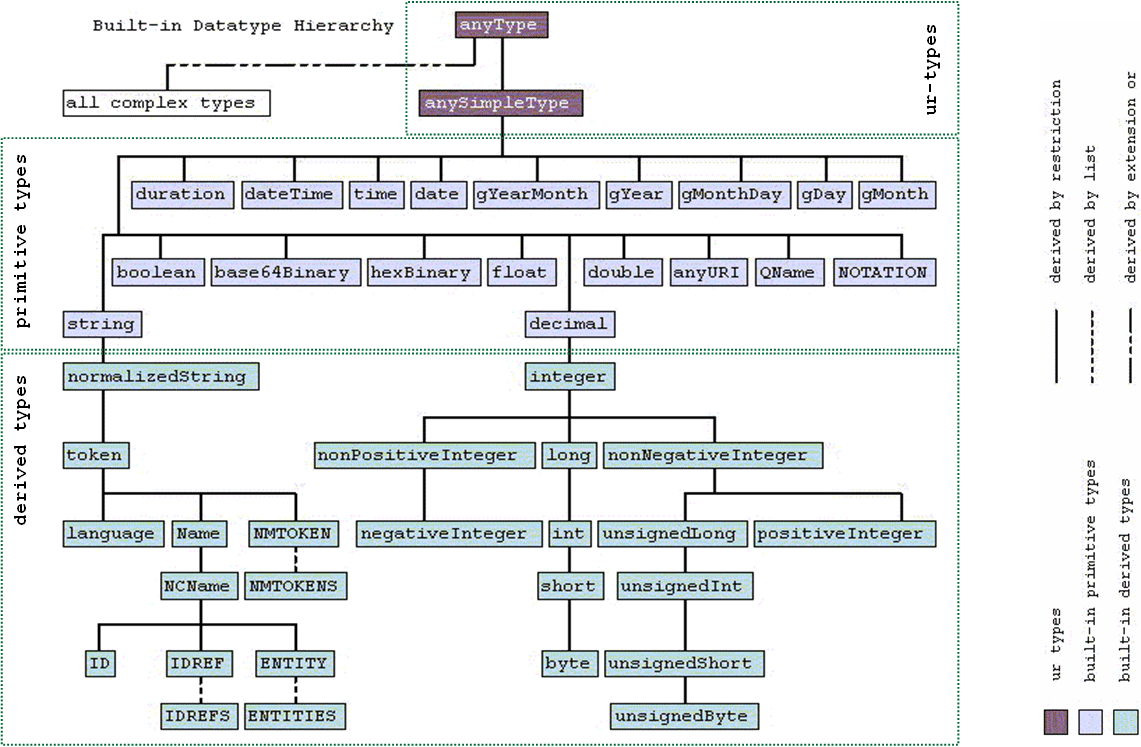 Built-in Datatype Hierarchy
anyType
ur-types
all complex types
anySimpleType
primitive types
duration
dateTime
time
date
gYearMonth
gYear
gMonthDay
gDay
gMonth
boolean
base64Binary
hexBinary
float
double
anyURI
QName
NOTATION
string
decimal
derived types
normalizedString
integer
token
nonPositiveInteger
long
nonNegativeInteger
language
Name
NMTOKEN
negativeInteger
int
unsignedLong
positiveInteger
NCName
NMTOKENS
short
unsignedInt
ID
IDREF
ENTITY
byte
unsignedShort
IDREFS
ENTITIES
unsignedByte
ur types
built-in primitive types
built-in derived types
derived by restriction
derived by list
derived by extension or